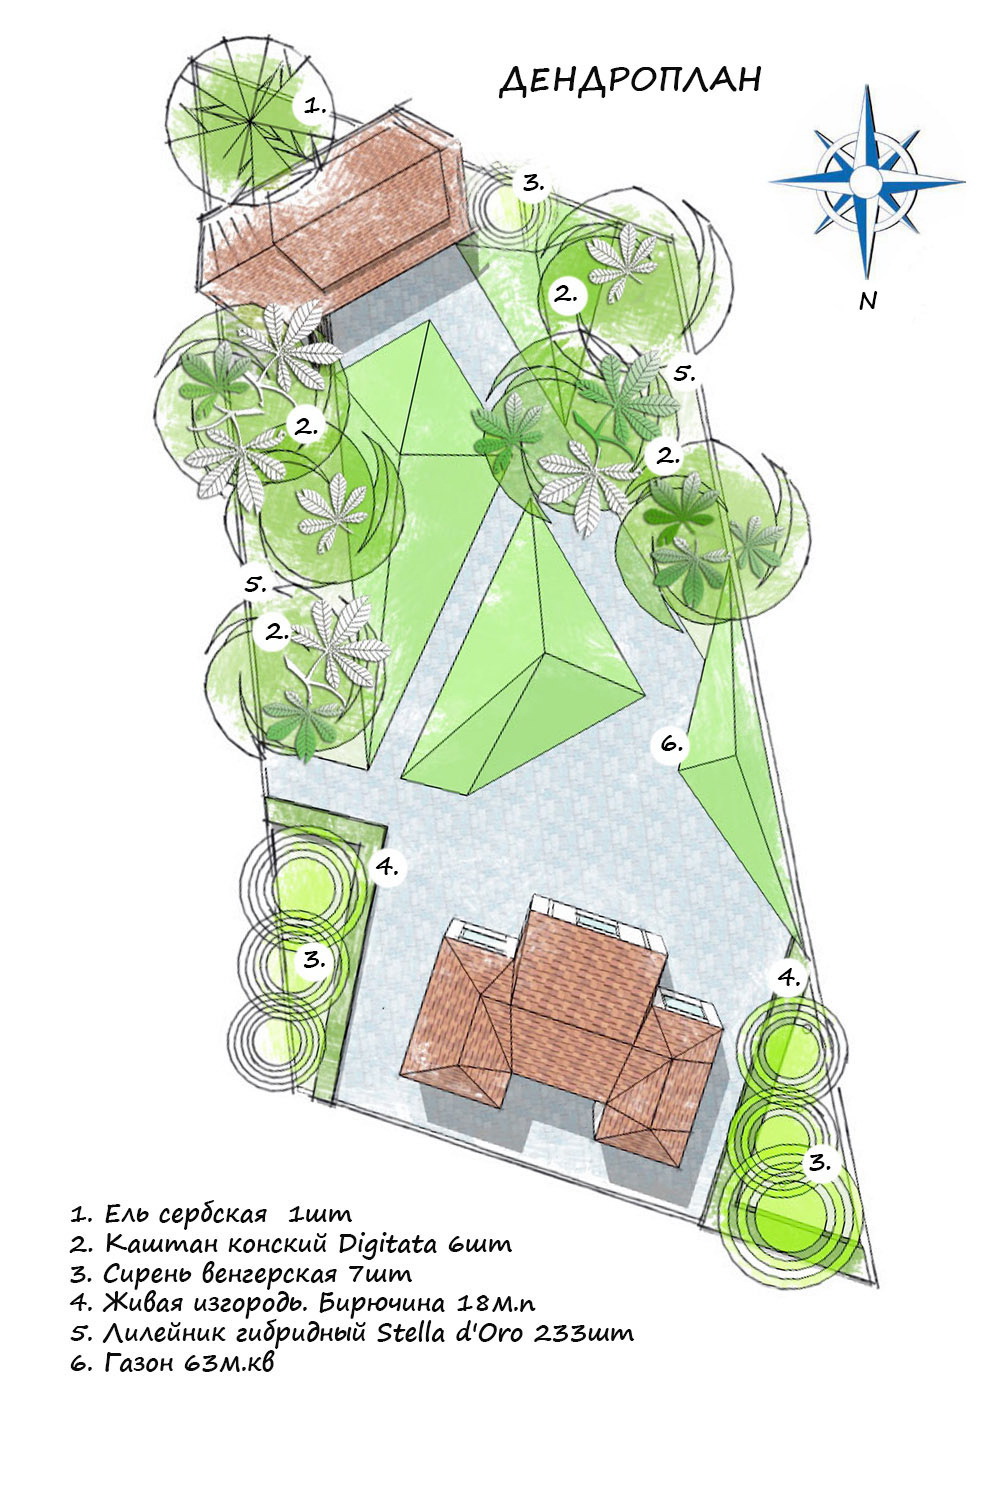 ДЕНДРОПЛАН
1.
3.
2.
N
5.
2.
2.
5.
2.
6.
4.
3.
4.
3.
1. Ель сербская 1шт
2. Каштан конский Digitata 6шт
3. Сирень венгерская 7шт
4. Живая изгородь. Бирючина 18м.п
5. Лилейник гибридный Stella d'Oro 233шт
6. Газон 63м.кв